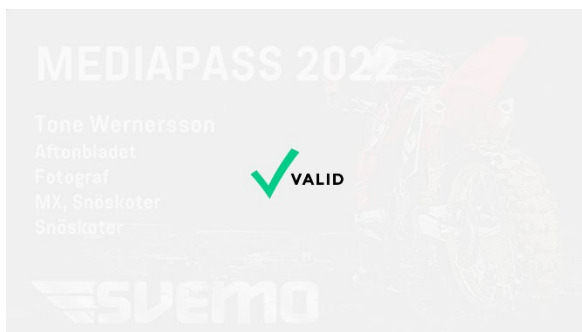 MEDIAPASS 2022
Tone Wernersson
Aftonbladet
Fotograf
MX, Snöskoter
Snöskoter
VALID
SVEMO